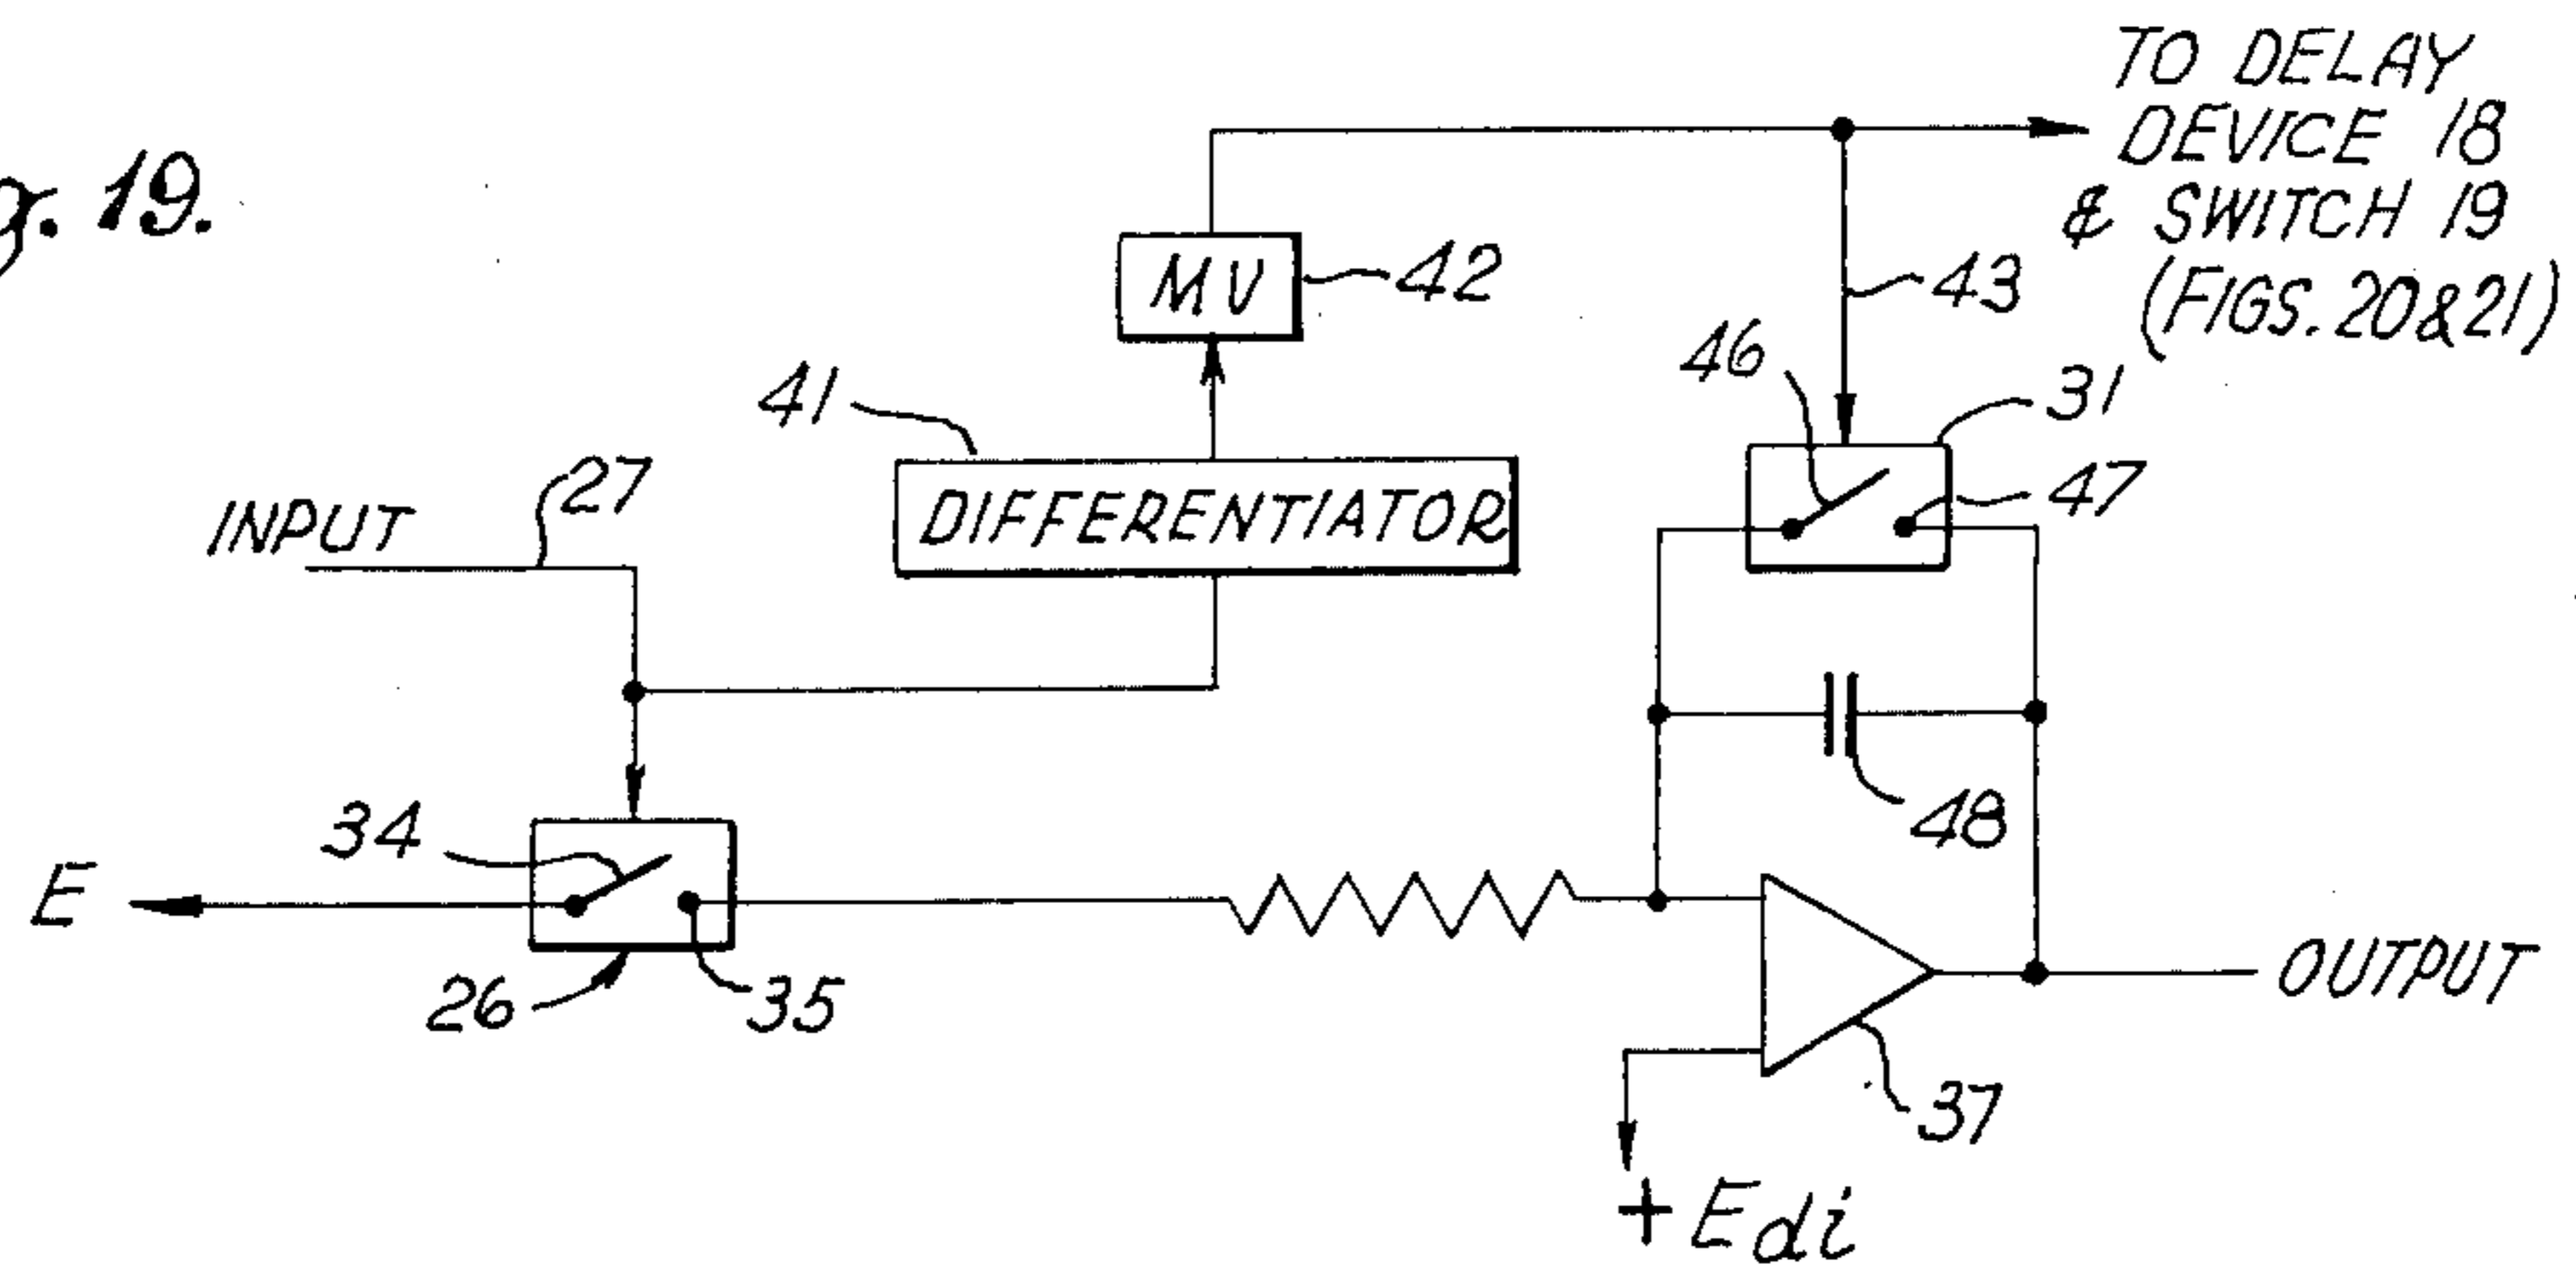 g. 19.
TO DELAY
DEVICE 18
& SWITCH 19
(FIGS. 20&21)
MV
42
43
46
31
41
47
27
INPUT
DIFFERENTIATOR
48
34
E
26
35
OUTPUT
37
+ Edi